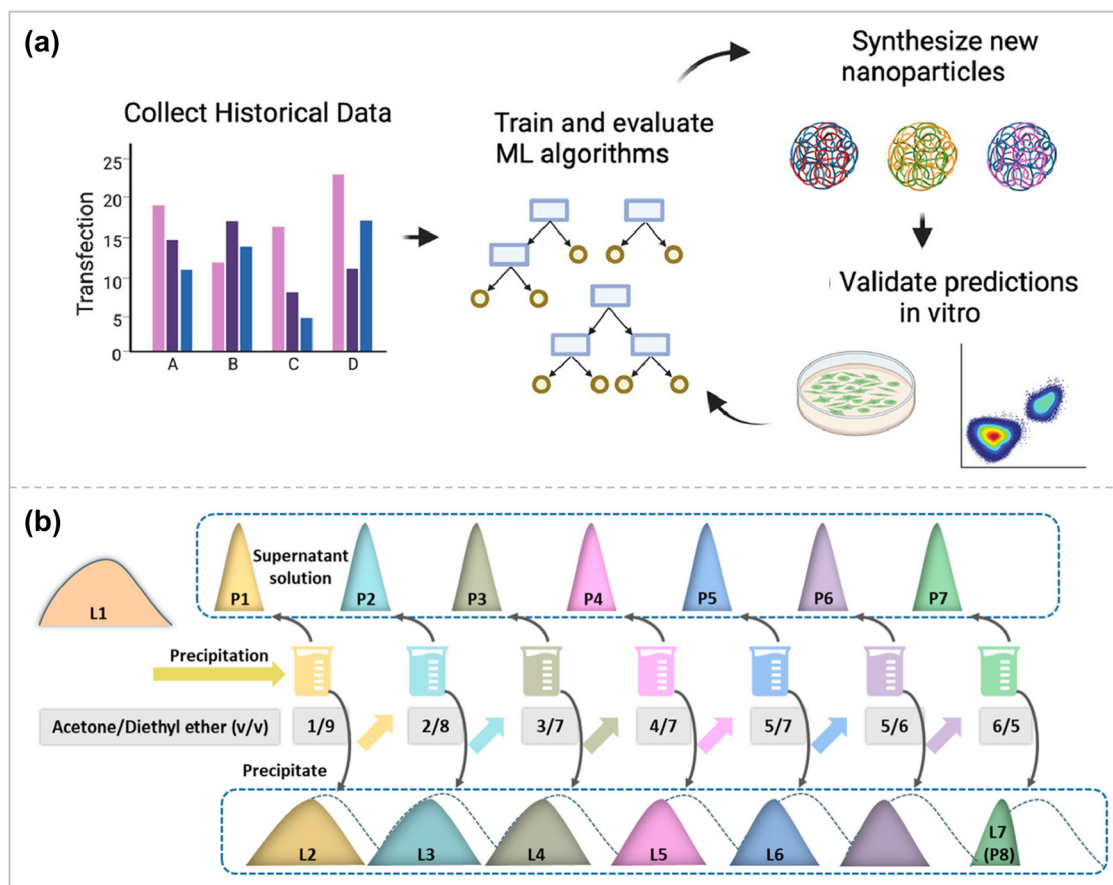 (a)
Collect Historical Data
Transfection
25
20
15
10
5
0
A B C D
Train and evaluate
ML algorithms
Synthesize new
nanoparticles
) Validate predictions
in vitro
(b)
L1
Supernatant
solution
P1 P2 P3 P4 P5 P6 P7
Precipitation
Acetone/Diethyl ether (v/v) 1/9 2/8 3/7 4/7 5/7 5/6 6/5
Precipitate
L2 L3 L4 L5 L6 L7
(P8)